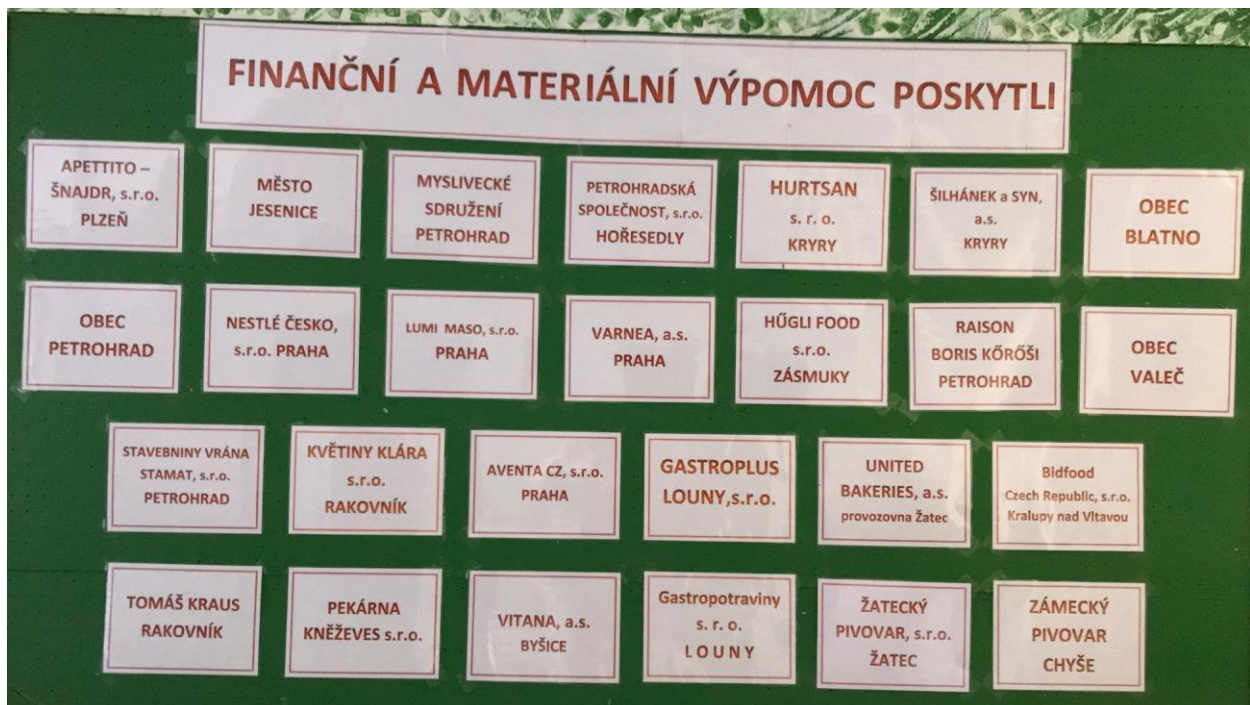 FINANČNÍ A MATERIÁLNÍ VÝPOMOC POSKYTLI
APETTITO –
ŠNAJDR, s.r.o.
PLZEŇ
MĚSTO
JESENICE
MYSLIVECKÉ
SDRUŽENÍ
PETROHRAD
PETROHRADSKÁ
SPOLEČNOST, s.r.o.
HOŘESEDLY
HURTSAN
s. r. o.
KRYRY
ŠILHÁNEK a SYN,
a.s.
KRYRY
OBEC
BLATNO
OBEC
PETROHRAD
NESTLÉ ČESKO,
s.r.o. PRAHA
LUMI MASO, s.r.o.
PRAHA
VARNEA, a.s.
PRAHA
HŰGLI FOOD
s.r.o.
ZÁSMUKY
RAISON
BORIS KŐRŐŠI
PETROHRAD
OBEC
VALEČ
STAVEBNINY VRÁNA
STAMAT, s.r.o.
PETROHRAD
KVĚTINY KLÁRA
s.r.o.
RAKOVNÍK
AVENTA CZ, s.r.o.
PRAHA
GASTROPLUS
LOUNY,s.r.o.
UNITED
BAKERIES, a.s.
provozovna Žatec
Bidfood
Czech Republic, s.r.o.
Kralupy nad Vltavou
TOMÁŠ KRAUS
RAKOVNÍK
PEKÁRNA
KNĚŽEVES s.r.o.
VITANA, a.s.
BYŠICE
Gastropotraviny
s. r. o.
L O U N Y
ŽATECKÝ
PIVOVAR, s.r.o.
ŽATEC
ZÁMECKÝ
PIVOVAR
CHYŠE